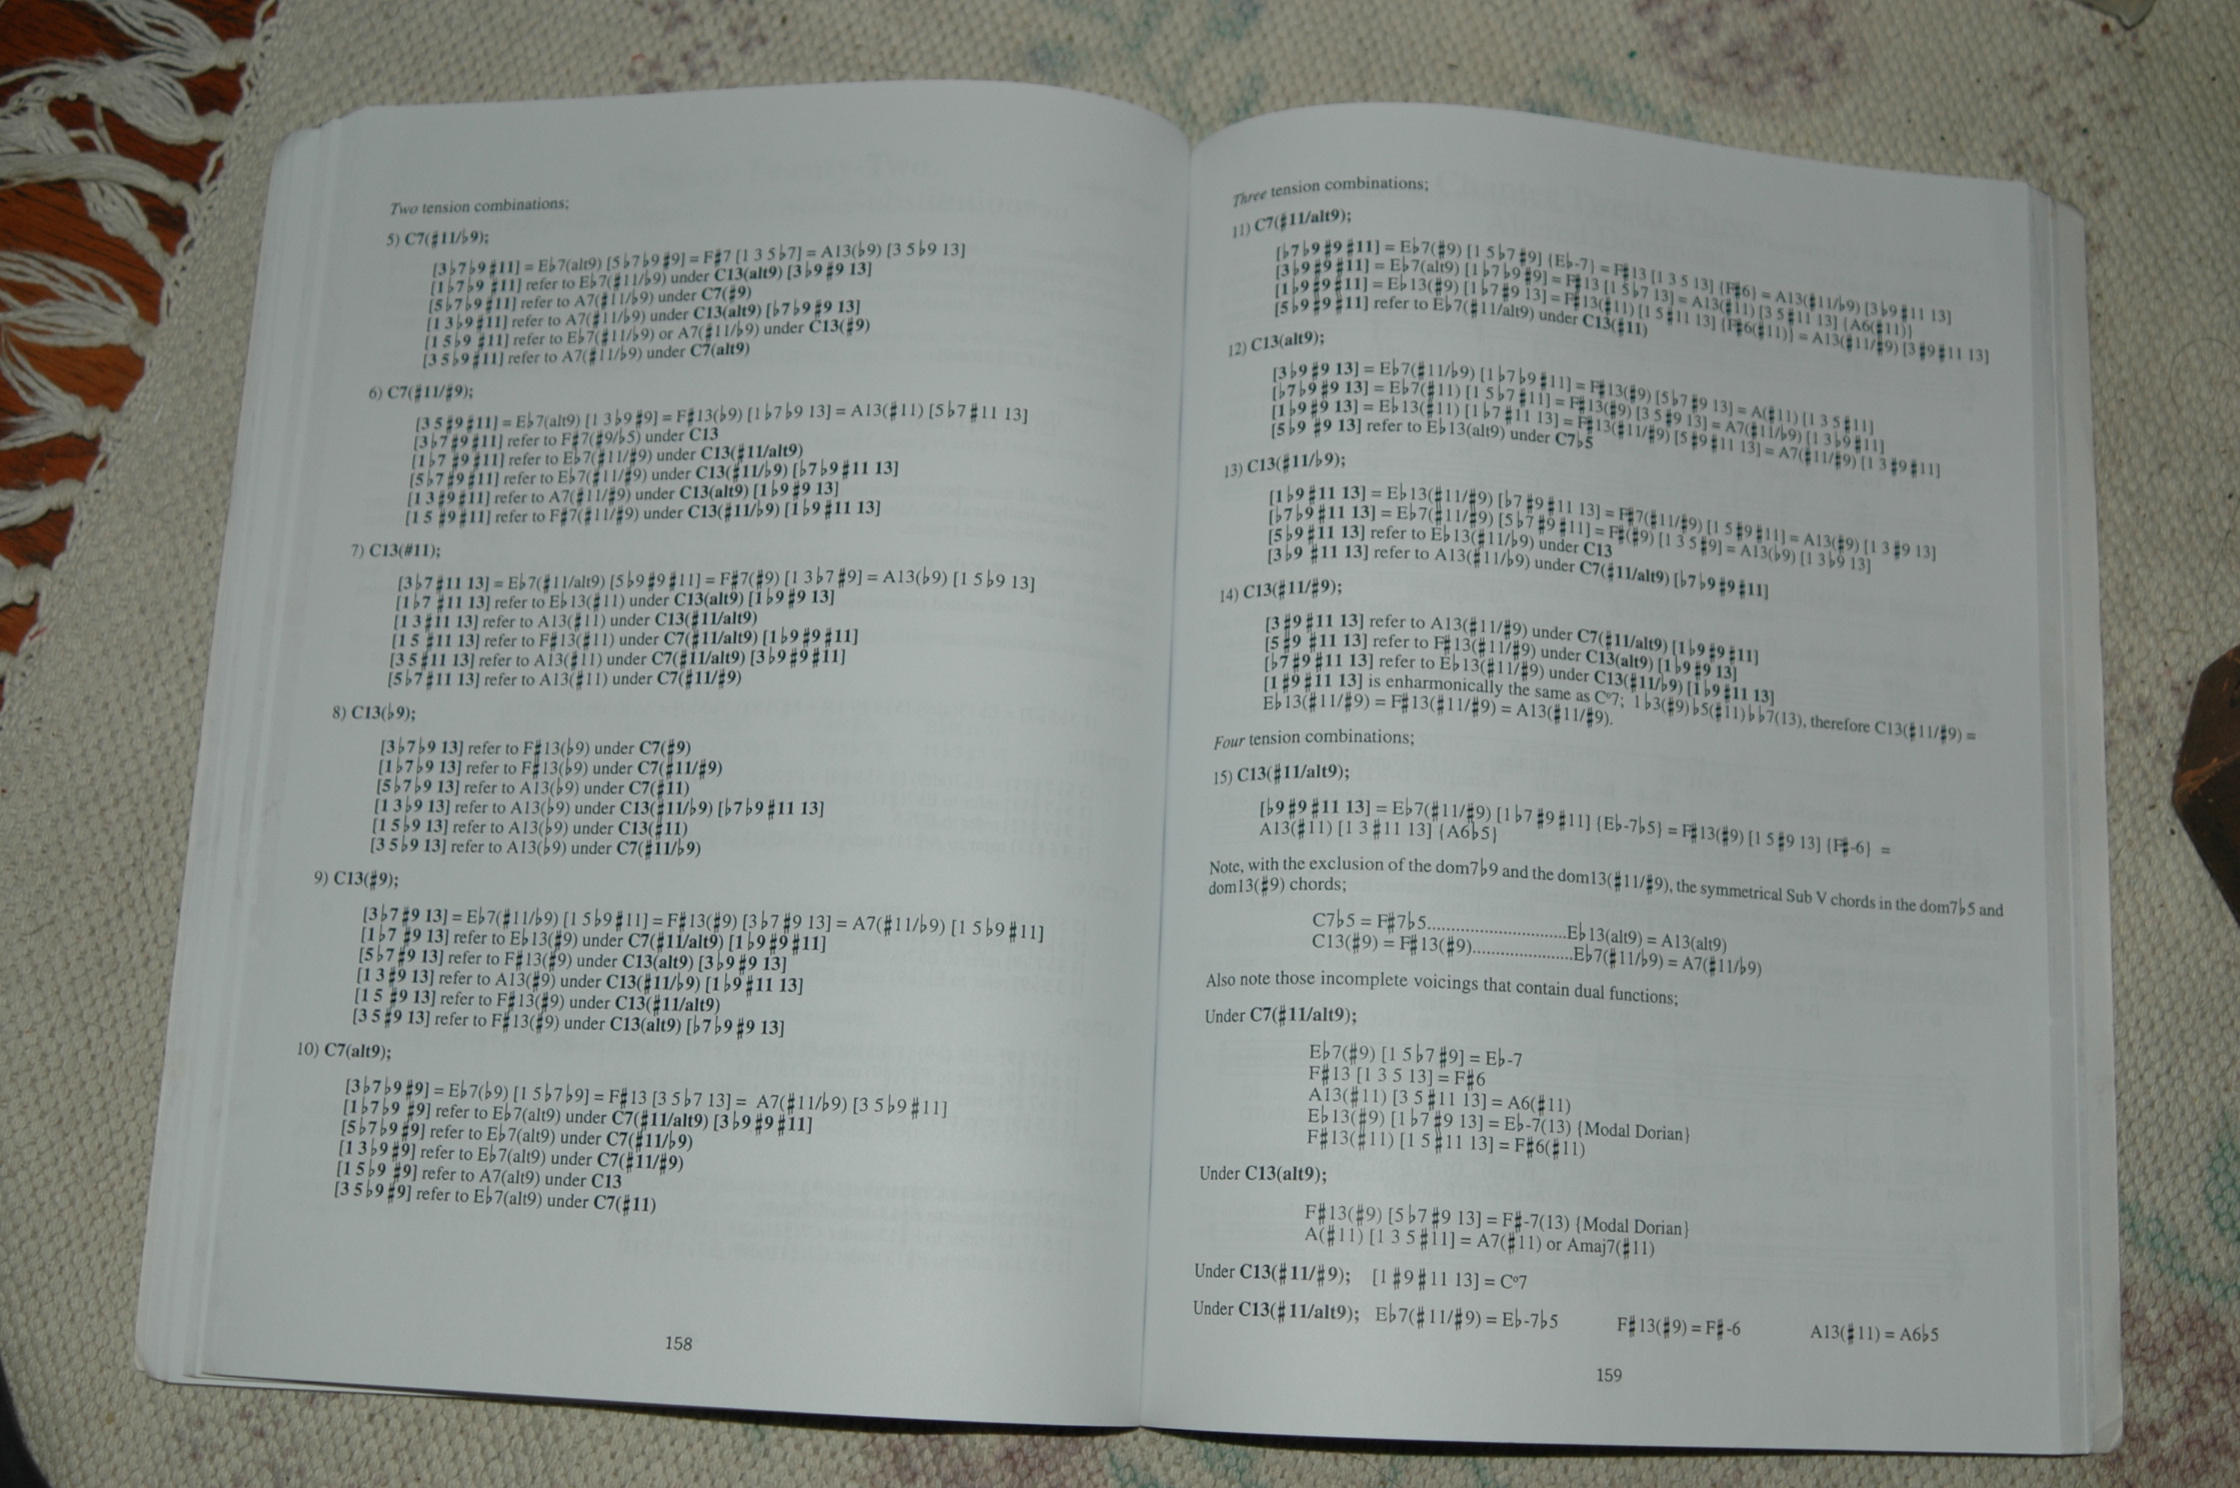 Two tension combinations;
5) C7(♯11/♭9);
[3 ♭7 ♭9 ♯11] = E♭7(alt9) [5 ♭7 ♭9 ♯9] = F♯7 [1 3 5 ♭7] = A13(♭9) [3 5 ♭9 13]
[1 ♭7 ♭9 ♯11] refer to E♭7(♯11/♭9) under C13(alt9) [3 ♭9 ♯9 13]
[5 ♭7 ♭9 ♯11] refer to A7(♯11/♭9) under C7(♯9)
[1 3 ♭9 ♯11] refer to A7(♯11/♭9) under C13(alt9) [♭7 ♭9 ♯9 13]
[1 5 ♭9 ♯11] refer to E♭7(♯11/♭9) or A7(♯11/♭9) under C13(♯9)
[3 5 ♭9 ♯11] refer to A7(♯11/♭9) under C7(alt9)
6) C7(♯11/♯9);
[3 5 ♯9 ♯11] = E♭7(alt9) [1 3 ♭9 ♯9] = F♯13(♭9) [1 ♭7 ♭9 13] = A13(♯11) [5 ♭7 ♯11 13]
[3 ♭7 ♯9 ♯11] refer to F♯7(♯9/♭5) under C13
[1 ♭7 ♯9 ♯11] refer to E♭7(♯11/♯9) under C13(♯11/alt9)
[5 ♭7 ♯9 ♯11] refer to E♭7(♯11/♯9) under C13(♯11/♭9) [♭7 ♭9 ♯11 13]
[1 3 ♯9 ♯11] refer to A7(♯11/♯9) under C13(alt9) [1 ♭9 ♯9 13]
[1 5 ♯9 ♯11] refer to F♯7(♯11/♯9) under C13(♯11/♭9) [1 ♭9 ♯11 13]
7) C13(#11);
[3 ♭7 ♯11 13] = E♭7(♯11/alt9) [5 ♭9 ♯9 ♯11] = F♯7(♯9) [1 3 ♭7 ♯9] = A13(♭9) [1 5 ♭9 13]
[1 ♭7 ♯11 13] refer to E♭13(♯11) under C13(alt9) [1 ♭9 ♯9 13]
[1 3 ♯11 13] refer to A13(♯11) under C13(♯11/alt9)
[1 5 ♯11 13] refer to F♯13(♯11) under C7(♯11/alt9) [1 ♭9 ♯9 ♯11]
[3 5 ♯11 13] refer to A13(♯11) under C7(♯11/alt9) [3 ♭9 ♯9 ♯11]
[5 ♭7 ♯11 13] refer to A13(♯11) under C7(♯11/♯9)
8) C13(♭9);
[3 ♭7 ♭9 13] refer to F♯13(♭9) under C7(♯9)
[1 ♭7 ♭9 13] refer to F♯13(♭9) under C7(♯11/♯9)
[5 ♭7 ♭9 13] refer to A13(♭9) under C7(♯11)
[1 3 ♭9 13] refer to A13(♭9) under C13(♯11/♭9) [♭7 ♭9 ♯11 13]
[1 5 ♭9 13] refer to A13(♭9) under C13(♯11)
[3 5 ♭9 13] refer to A13(♭9) under C7(♯11/♭9)
9) C13(♯9);
[3 ♭7 ♯9 13] = E♭7(♯11/♭9) [1 5 ♭9 ♯11] = F♯13(♯9) [3 ♭7 ♯9 13] = A7(♯11/♭9) [1 5 ♭9 ♯11]
[1 ♭7 ♯9 13] refer to E♭13(♯9) under C7(♯11/alt9) [1 ♭9 ♯9 ♯11]
[5 ♭7 ♯9 13] refer to F♯13(♯9) under C13(alt9) [3 ♭9 ♯9 13]
[1 3 ♯9 13] refer to A13(♯9) under C13(♯11/♭9) [1 ♭9 ♯11 13]
[1 5 ♯9 13] refer to F♯13(♯9) under C13(♯11/alt9)
[3 5 ♯9 13] refer to F♯13(♯9) under C13(alt9) [♭7 ♭9 ♯9 13]
10) C7(alt9);
[3 ♭7 ♭9 ♯9] = E♭7(♭9) [1 5 ♭7 ♭9] = F♯13 [3 5 ♭7 13] = A7(♯11/♭9) [3 5 ♭9 ♯11]
[1 ♭7 ♭9 ♯9] refer to E♭7(alt9) under C7(♯11/alt9) [3 ♭9 ♯9 ♯11]
[5 ♭7 ♭9 ♯9] refer to E♭7(alt9) under C7(♯11/♭9)
[1 3 ♭9 ♯9] refer to E♭7(alt9) under C7(♯11/♯9)
[1 5 ♭9 ♯9] refer to A7(alt9) under C13
[3 5 ♭9 ♯9] refer to E♭7(alt9) under C7(♯11)
158
Three tension combinations;
11) C7(♯11/alt9);
[♭7 ♭9 ♯9 ♯11] = E♭7(♯9) [1 5 ♭7 ♯9] {E♭-7} = F♯13 [1 3 5 13] {F♯6} = A13(♯11/♭9) [3 ♭9 ♯11 13]
[3 ♭9 ♯9 ♯11] = E♭7(alt9) [1 ♭7 ♭9 ♯9] = F♯13 [1 5 ♭7 13] = A13(♯11) [3 5 ♯11 13] {A6(♯11)}
[1 ♭9 ♯9 ♯11] = E♭13(♯9) [1 ♭7 ♯9 13] = F♯13(♯11) [1 5 ♯11 13] {F♯6(♯11)} = A13(♯11/♯9) [3 ♯9 ♯11 13]
[5 ♭9 ♯9 ♯11] refer to E♭7(♯11/alt9) under C13(♯11)
12) C13(alt9);
[3 ♭9 ♯9 13] = E♭7(♯11/♭9) [1 ♭7 ♭9 ♯11] = F♯13(♯9) [5 ♭7 ♯9 13] = A(♯11) [1 3 5 ♯11]
[♭7 ♭9 ♯9 13] = E♭7(♯11) [1 5 ♭7 ♯11] = F♯13(♯9) [3 5 ♯9 13] = A7(♯11/♭9) [1 3 ♭9 ♯11]
[1 ♭9 ♯9 13] = E♭13(♯11) [1 ♭7 ♯11 13] = F♯13(♯11/♯9) [5 ♯9 ♯11 13] = A7(♯11/♯9) [1 3 ♯9 ♯11]
[5 ♭9 ♯9 13] refer to E♭13(alt9) under C7♭5
13) C13(♯11/♭9);
[1 ♭9 ♯11 13] = E♭13(♯11/♯9) [♭7 ♯9 ♯11 13] = F♯7(♯11/♯9) [1 5 ♯9 ♯11] = A13(♯9) [1 3 ♯9 13]
[♭7 ♭9 ♯11 13] = E♭7(♯11/♯9) [5 ♭7 ♯9 ♯11] = F♯(♯9) [1 3 5 ♯9] = A13(♭9) [1 3 ♭9 13]
[5 ♭9 ♯11 13] refer to E♭13(♯11/♭9) under C13
[3 ♭9 ♯11 13] refer to A13(♯11/♭9) under C7(♯11/alt9) [♭7 ♭9 ♯9 ♯11]
14) C13(♯11/♯9);
[3 ♯9 ♯11 13] refer to A13(♯11/♯9) under C7(♯11/alt9) [1 ♭9 ♯9 ♯11]
[5 ♯9 ♯11 13] refer to F♯13(♯11/♯9) under C13(alt9) [1 ♭9 ♯9 13]
[♭7 ♯9 ♯11 13] refer to E♭13(♯11/♯9) under C13(♯11/♭9) [1 ♭9 ♯11 13]
[1 ♯9 ♯11 13] is enharmonically the same as C°7; 1 ♭3(♯9) ♭5(♯11) ♭♭7(13), therefore C13(♯11/♯9) =
E♭13(♯11/♯9) = F♯13(♯11/♯9) = A13(♯11/♯9).
Four tension combinations;
15) C13(♯11/alt9);
[♭9 ♯9 ♯11 13] = E♭7(♯11/♯9) [1 ♭7 ♯9 ♯11] {E♭-7♭5} = F♯13(♯9) [1 5 ♯9 13] {F♯-6} =
A13(♯11) [1 3 ♯11 13] {A6♭5}
Note, with the exclusion of the dom7♭9 and the dom13(♯11/♯9), the symmetrical Sub V chords in the dom7♭5 and
dom13(♯9) chords;
C7♭5 = F♯7♭5............................E♭13(alt9) = A13(alt9)
C13(♯9) = F♯13(♯9)....................E♭7(♯11/♭9) = A7(♯11/♭9)
Also note those incomplete voicings that contain dual functions;
Under C7(♯11/alt9);
E♭7(♯9) [1 5 ♭7 ♯9] = E♭-7
F♯13 [1 3 5 13] = F♯6
A13(♯11) [3 5 ♯11 13] = A6(♯11)
E♭13(♯9) [1 ♭7 ♯9 13] = E♭-7(13) {Modal Dorian}
F♯13(♯11) [1 5 ♯11 13] = F♯6(♯11)
Under C13(alt9);
F♯13(♯9) [5 ♭7 ♯9 13] = F♯-7(13) {Modal Dorian}
A(♯11) [1 3 5 ♯11] = A7(♯11) or Amaj7(♯11)
Under C13(♯11/♯9); [1 ♯9 ♯11 13] = C°7
Under C13(♯11/alt9); E♭7(♯11/♯9) = E♭-7♭5 F♯13(♯9) = F♯-6 A13(♯11) = A6♭5
159